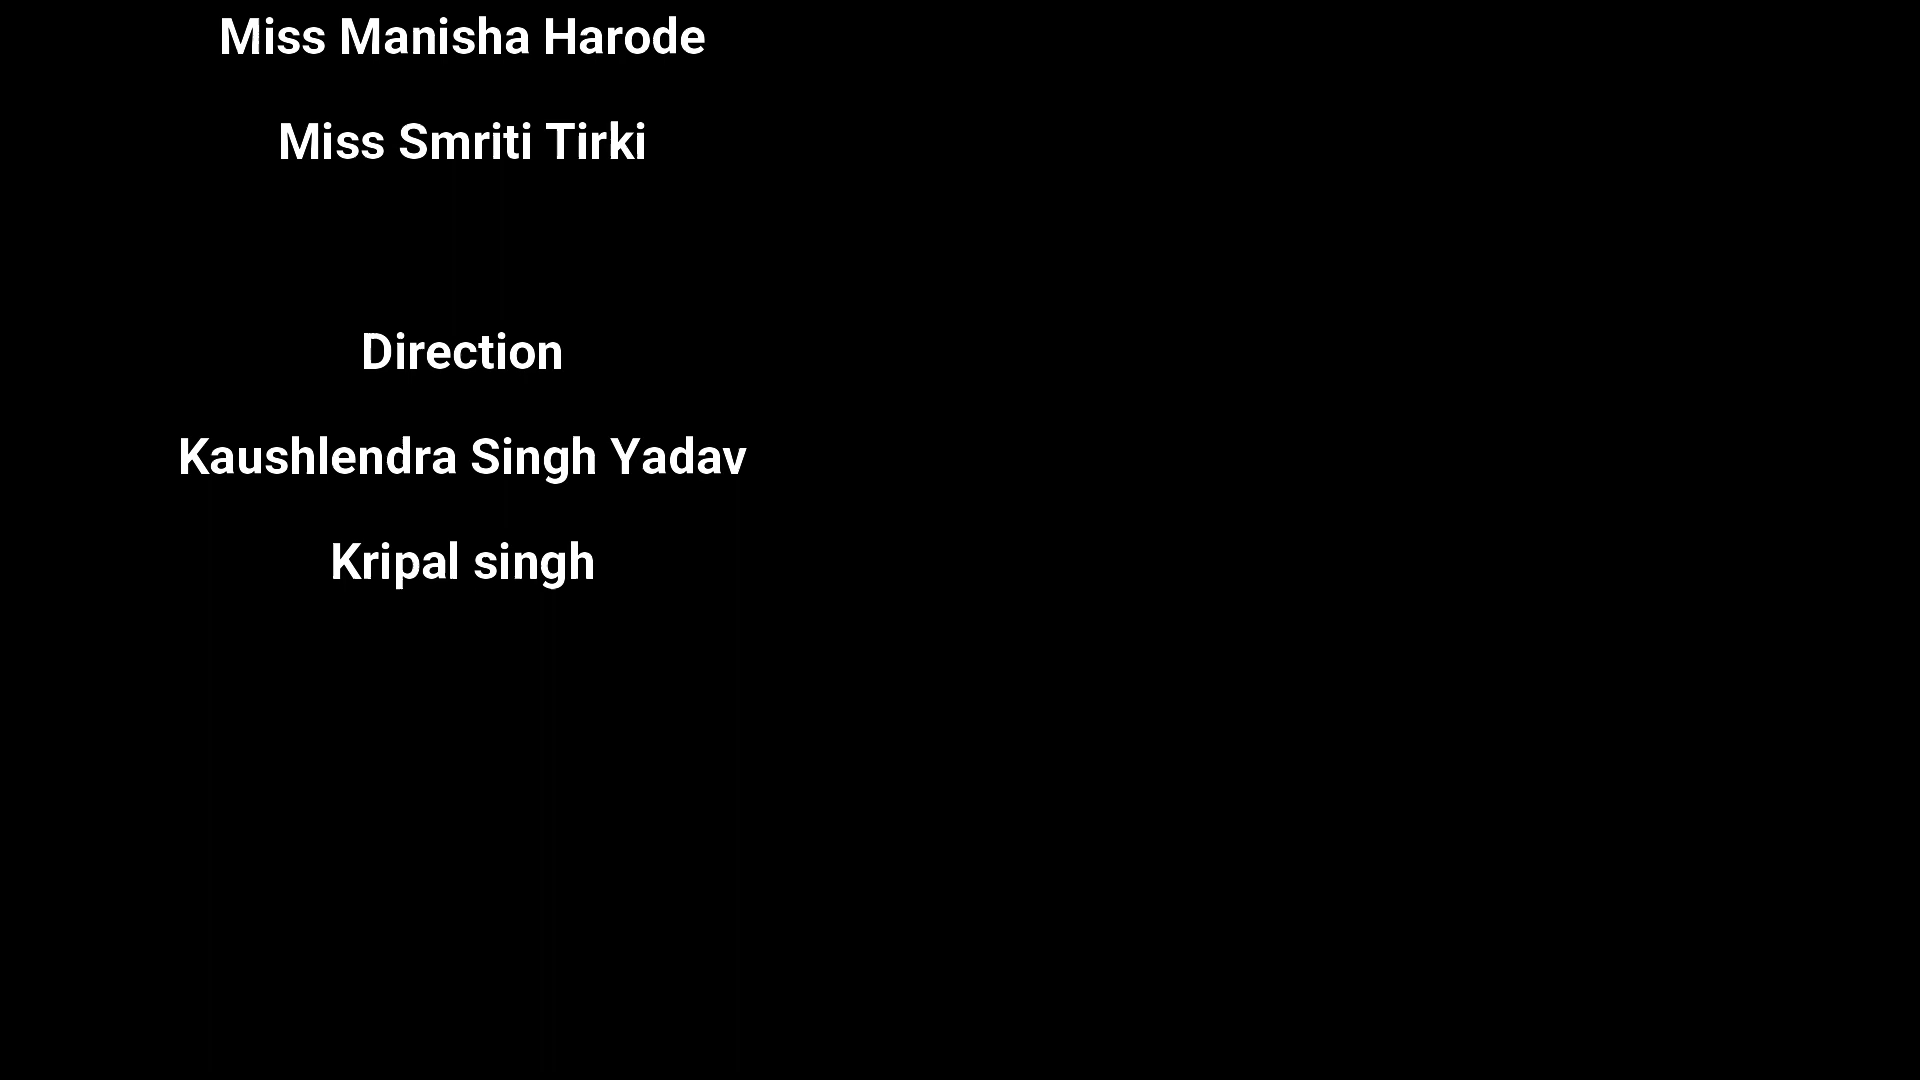 Miss Manisha Harode
Miss Smriti Tirki
Direction
Kaushlendra Singh Yadav
Kripal singh